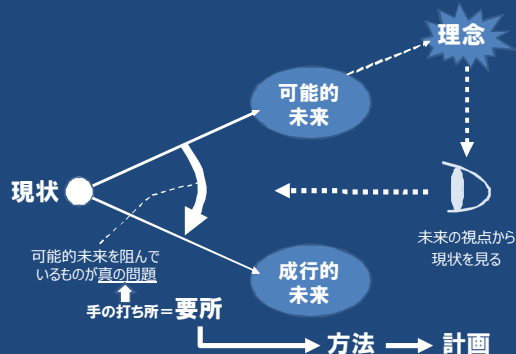 理念
可能的
未来
現状
未来の視点から
現状を見る
可能的未来を阻んで
いるものが真の問題
成行的
未来
手の打ち所=要所
方法
計画